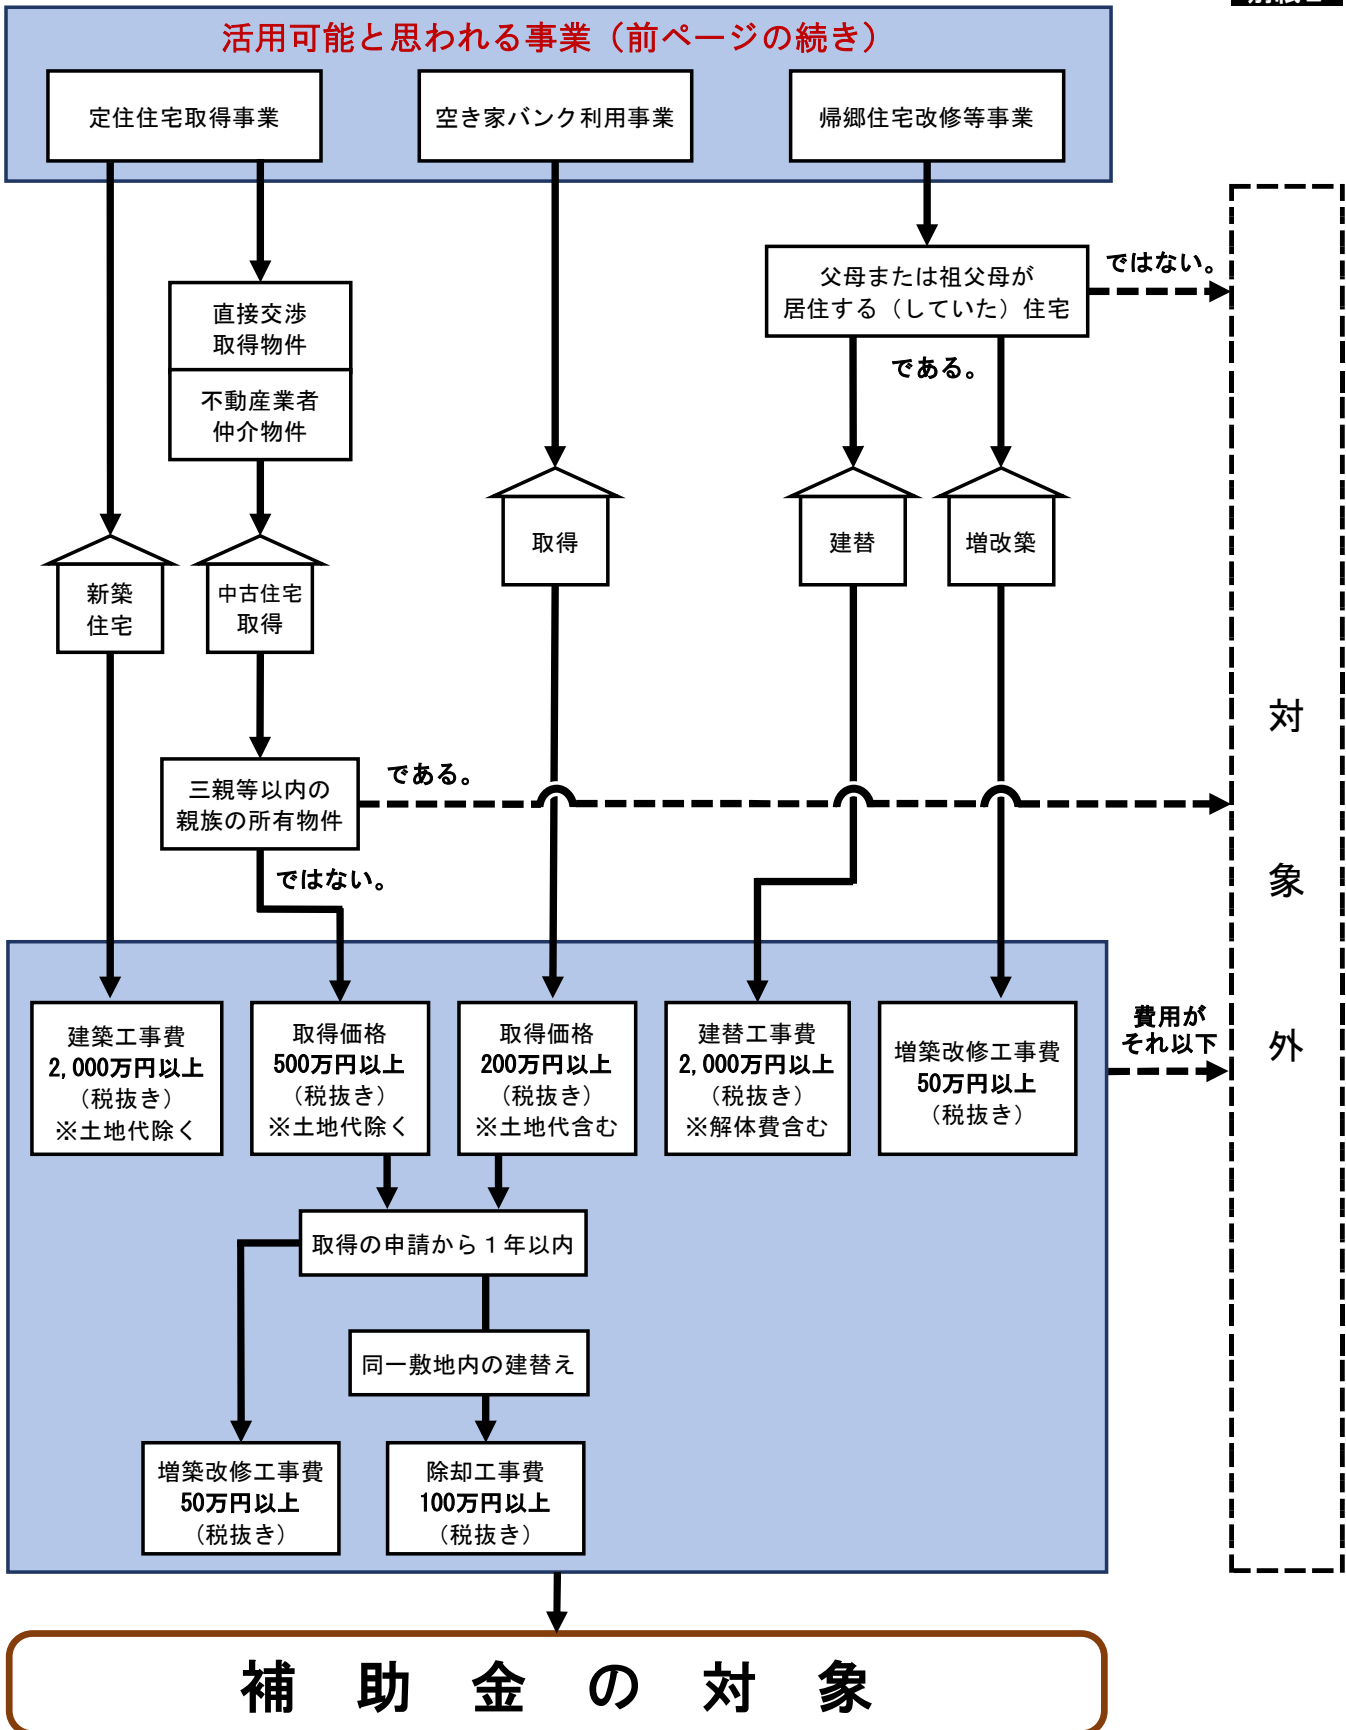 活用可能と思われる事業（前ページの続き）
定住住宅取得事業
空き家バンク利用事業
帰郷住宅改修等事業
父母または祖父母が
居住する（していた）住宅
ではない。
である。
直接交渉
取得物件
不動産業者
仲介物件
取得
建替
増改築
新築
住宅
中古住宅
取得
三親等以内の
親族の所有物件
である。
ではない。
対
象
外
建築工事費
2,000万円以上
（税抜き）
※土地代除く
取得価格
500万円以上
（税抜き）
※土地代除く
取得価格
200万円以上
（税抜き）
※土地代含む
建替工事費
2,000万円以上
（税抜き）
※解体費含む
増築改修工事費
50万円以上
（税抜き）
費用が
それ以下
取得の申請から１年以内
同一敷地内の建替え
増築改修工事費
50万円以上
（税抜き）
除却工事費
100万円以上
（税抜き）
補助金の対象